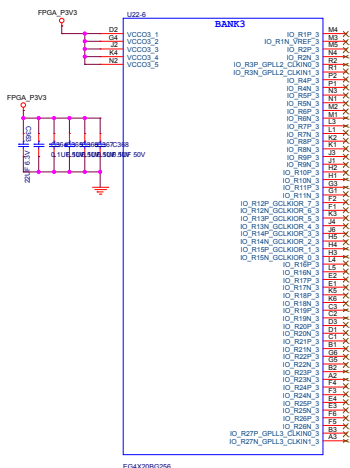 U22-6
BANK3
FPGA_P3V3
D2 VCCO3_1
G4 VCCO3_2
J2 VCCO3_3
K4 VCCO3_4
N2 VCCO3_5
IO_R1P_3 M4
IO_R1N_VREF_3 M3
IO_R2P_3 M5
IO_R2N_3 N4
IO_R3P_GPLL2_CLKIN0_3 R2
IO_R3N_GPLL2_CLKIN1_3 R1
IO_R4P_3 P2
IO_R4N_3 P1
IO_R5P_3 N3
IO_R5N_3 N1
IO_R6P_3 M2
IO_R6N_3 M1
IO_R7P_3 L3
IO_R7N_3 L1
IO_R8P_3 K2
IO_R8N_3 K1
IO_R9P_3 J3
IO_R9N_3 J1
IO_R10P_3 H2
IO_R10N_3 H1
IO_R11P_3 G3
IO_R11N_3 G1
IO_R12P_GCLKIOR_7_3 F2
IO_R12N_GCLKIOR_6_3 F1
IO_R13P_GCLKIOR_5_3 K3
IO_R13N_GCLKIOR_4_3 J4
IO_R14P_GCLKIOR_3_3 J6
IO_R14N_GCLKIOR_2_3 H5
IO_R15P_GCLKIOR_1_3 H4
IO_R15N_GCLKIOR_0_3 H3
IO_R16P_3 L4
IO_R16N_3 L5
IO_R17P_3 E2
IO_R17N_3 E1
IO_R18P_3 K5
IO_R18N_3 K6
IO_R19P_3 C3
IO_R19N_3 C2
IO_R20P_3 D3
IO_R20N_3 D1
IO_R21P_3 C1
IO_R21N_3 B1
IO_R22P_3 G6
IO_R22N_3 G5
IO_R23P_3 B2
IO_R23N_3 A2
IO_R24P_3 F4
IO_R24N_3 F3
IO_R25P_3 E4
IO_R25N_3 E3
IO_R26P_3 F6
IO_R26N_3 F5
IO_R27P_GPLL3_CLKIN0_3 B3
IO_R27N_GPLL3_CLKIN1_3 A3
FPGA_P3V3
22UF 6.3V
C368
50V
EG4X20BG256